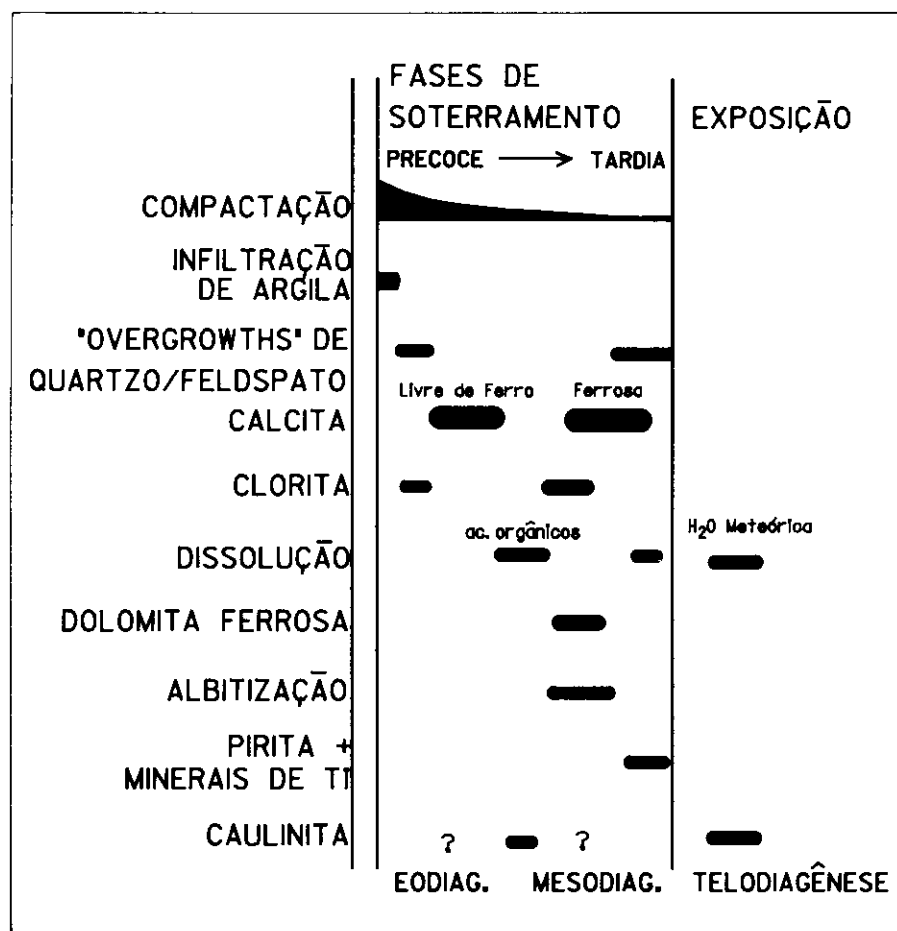 FASES DE
SOTERRAMENTO
EXPOSIÇÃO
PRECOCE → TARDIA
COMPACTAÇÃO
INFILTRAÇÃO
DE ARGILA
"OVERGROWTHS" DE
QUARTZO/FELDSPATO
Livre de Ferro
Ferrosa
CALCITA
CLORITA
ac. orgânicos
H₂O Meteórica
DISSOLUÇÃO
DOLOMITA FERROSA
ALBITIZAÇÃO
PIRITA +
MINERAIS DE TI
CAULINITA
?
?
EODIAG.
MESODIAG.
TELODIAGÊNESE